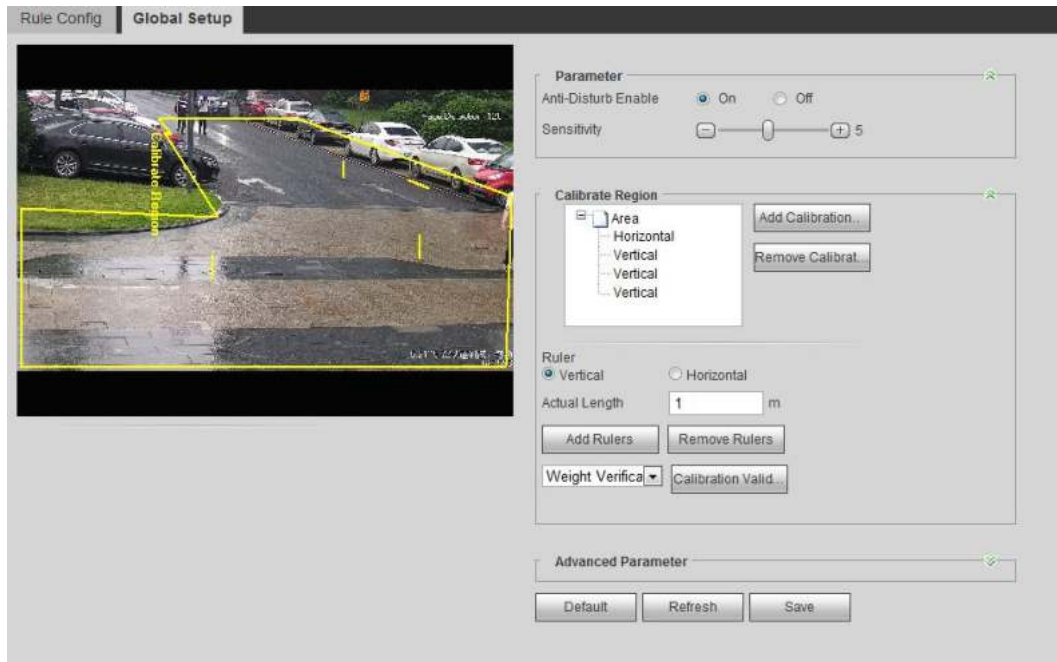 Rule Config
Global Setup
Parameter
Anti-Disturb Enable On Off
Sensitivity 5
Calibrate Region
Calibrate Region
Area
Horizontal
Vertical
Vertical
Vertical
Add Calibration...
Remove Calibrat...
Ruler
Vertical Horizontal
Actual Length 1 m
Add Rulers Remove Rulers
Weight Verifica Calibration Valid...
Advanced Parameter
Default Refresh Save